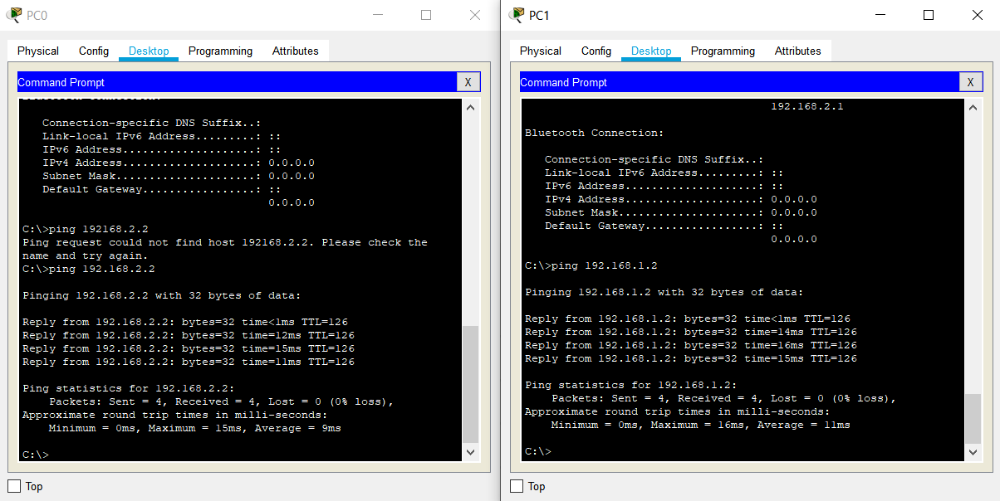 PC0
Physical Config Desktop Programming Attributes
Command Prompt
X
Bluetooth Connection:
Connection-specific DNS Suffix..:
Link-local IPv6 Address.........: ::
IPv6 Address....................: ::
IPv4 Address....................: 0.0.0.0
Subnet Mask.....................: 0.0.0.0
Default Gateway.................: ::
0.0.0.0
C:\>ping 192168.2.2
Ping request could not find host 192168.2.2. Please check the
name and try again.
C:\>ping 192.168.2.2
Pinging 192.168.2.2 with 32 bytes of data:
Reply from 192.168.2.2: bytes=32 time<1ms TTL=126
Reply from 192.168.2.2: bytes=32 time=12ms TTL=126
Reply from 192.168.2.2: bytes=32 time=15ms TTL=126
Reply from 192.168.2.2: bytes=32 time=11ms TTL=126
Ping statistics for 192.168.2.2:
Packets: Sent = 4, Received = 4, Lost = 0 (0% loss),
Approximate round trip times in milli-seconds:
Minimum = 0ms, Maximum = 15ms, Average = 9ms
C:\>
Top
PC1
Physical Config Desktop Programming Attributes
Command Prompt
X
192.168.2.1
Bluetooth Connection:
Connection-specific DNS Suffix..:
Link-local IPv6 Address.........: ::
IPv6 Address....................: ::
IPv4 Address....................: 0.0.0.0
Subnet Mask.....................: 0.0.0.0
Default Gateway.................: ::
0.0.0.0
C:\>ping 192.168.1.2
Pinging 192.168.1.2 with 32 bytes of data:
Reply from 192.168.1.2: bytes=32 time<1ms TTL=126
Reply from 192.168.1.2: bytes=32 time=14ms TTL=126
Reply from 192.168.1.2: bytes=32 time=16ms TTL=126
Reply from 192.168.1.2: bytes=32 time=15ms TTL=126
Ping statistics for 192.168.1.2:
Packets: Sent = 4, Received = 4, Lost = 0 (0% loss),
Approximate round trip times in milli-seconds:
Minimum = 0ms, Maximum = 16ms, Average = 11ms
C:\>
Top